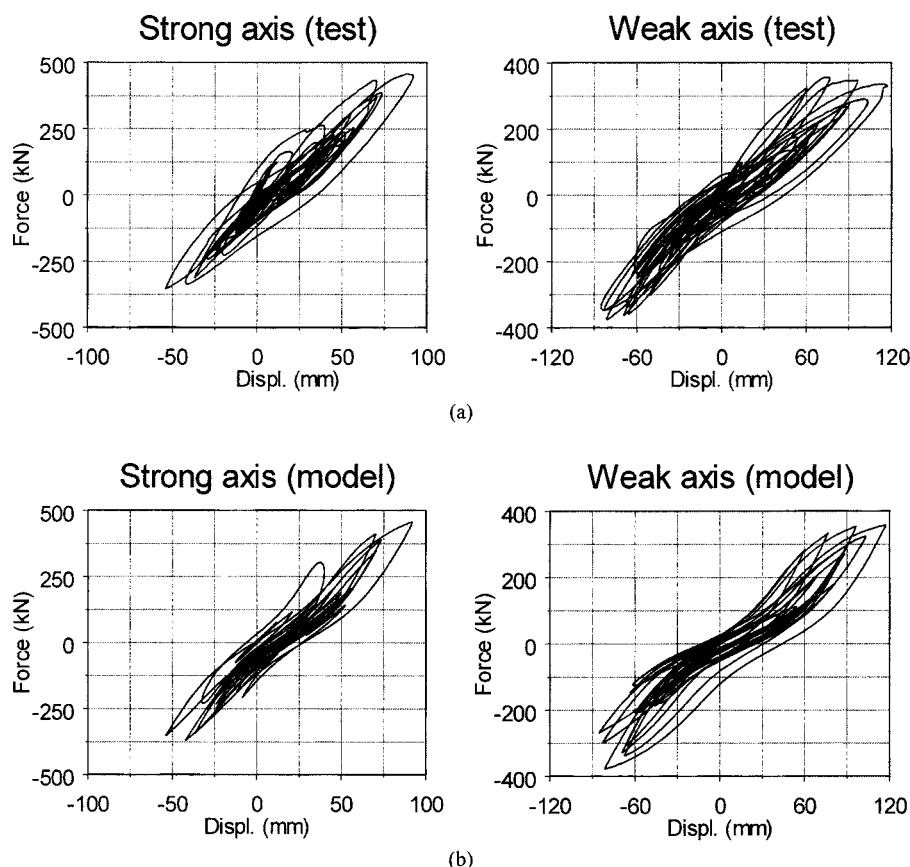 Strong axis (test)
500
250
0
-250
-500
Force (kN)
-100 -50 0 50 100
Displ. (mm)
Weak axis (test)
400
200
0
-200
-400
Force (kN)
-120 -60 0 60 120
Displ. (mm)
(a)
Strong axis (model)
500
250
0
-250
-500
Force (kN)
-100 -50 0 50 100
Displ. (mm)
Weak axis (model)
400
200
0
-200
-400
Force (kN)
-120 -60 0 60 120
Displ. (mm)
(b)